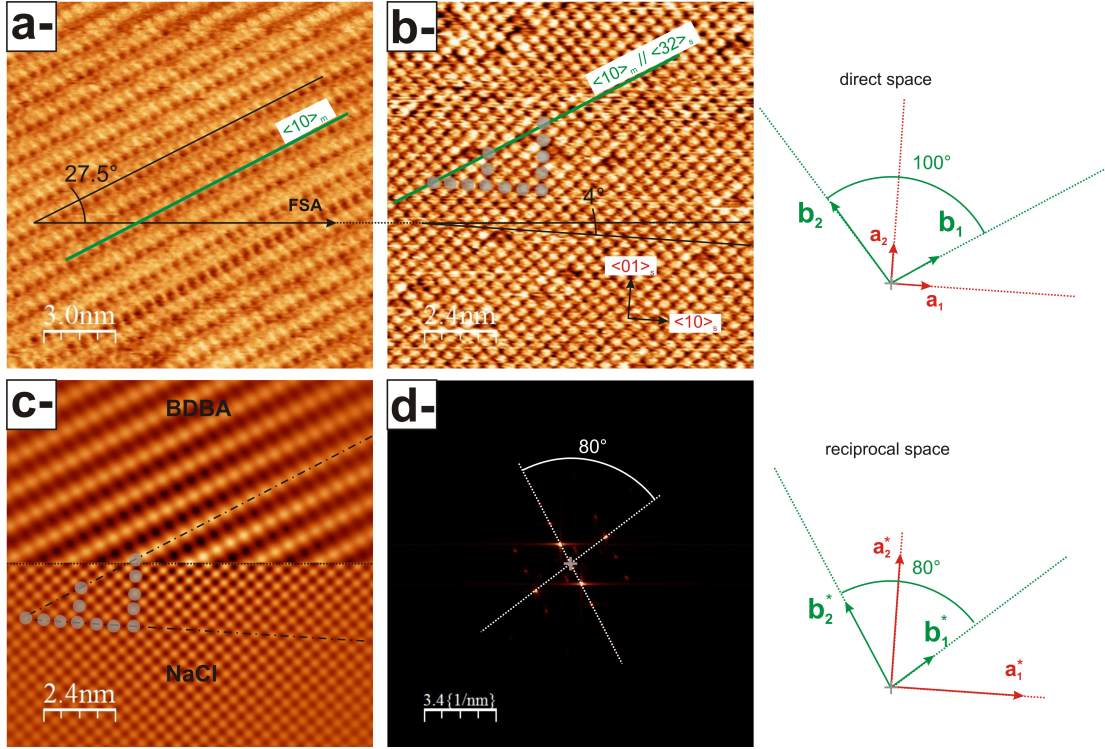 a-
<10>m
27.5°
FSA
3.0nm
b-
<10>m // <32>s
4°
<01>s
<10>s
2.4nm
direct space
100°
b2
b1
a2
a1
c-
BDBA
NaCl
2.4nm
d-
80°
3.4{1/nm}
reciprocal space
a2*
80°
b2*
b1*
a1*